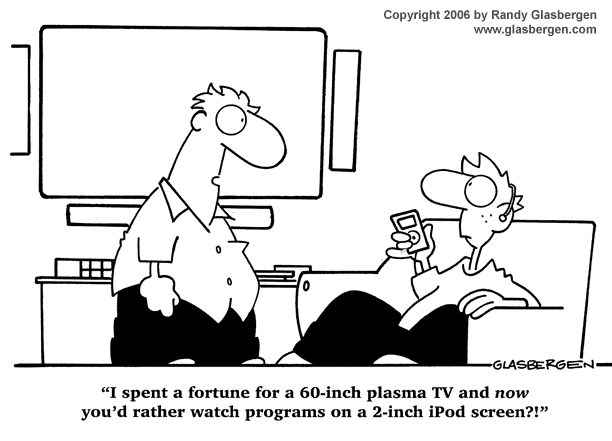 Copyright 2006 by Randy Glasbergen
www.glasbergen.com
GLASBERGEN
“I spent a fortune for a 60-inch plasma TV and now
you’d rather watch programs on a 2-inch iPod screen?!”